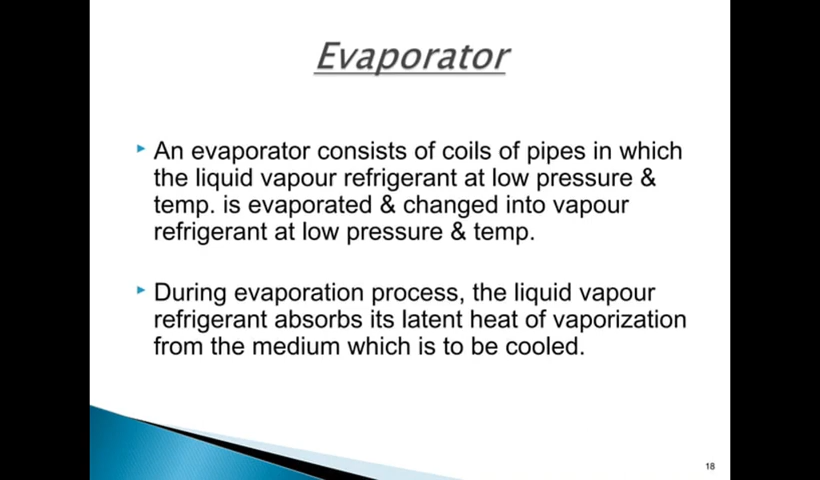 Evaporator
An evaporator consists of coils of pipes in which
the liquid vapour refrigerant at low pressure &
temp. is evaporated & changed into vapour
refrigerant at low pressure & temp.
During evaporation process, the liquid vapour
refrigerant absorbs its latent heat of vaporization
from the medium which is to be cooled.
18